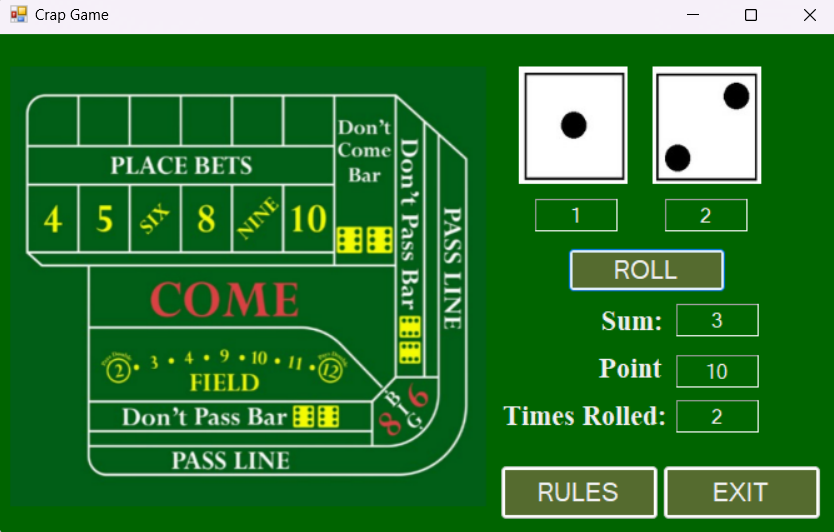 Crap Game
PLACE BETS
4 5 SIX 8 NINE 10
Don't
Come
Bar
Don't Pass Bar
PASS LINE
COME
2 • 3 • 4 • 9 • 10 • 11 • 12
FIELD
Don't Pass Bar
BIG
6
8
PASS LINE
1 2
ROLL
Sum: 3
Point 10
Times Rolled: 2
RULES EXIT